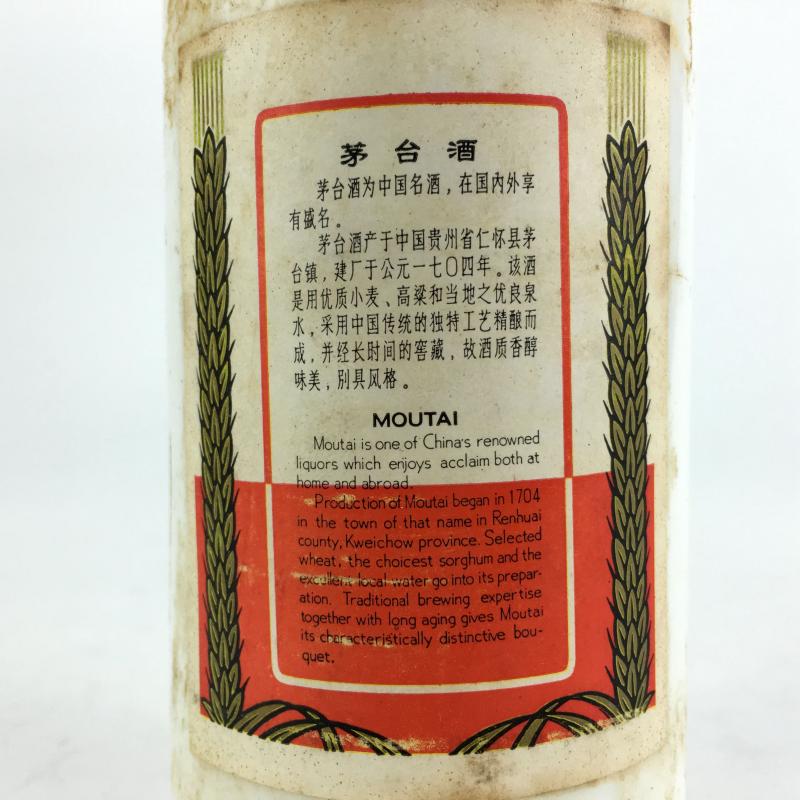 茅台酒
茅台酒为中国名酒，在国内外享
有盛名。
茅台酒产于中国贵州省仁怀县茅
台镇，建厂于公元一七〇四年。该酒
是用优质小麦、高粱和当地之优良泉
水，采用中国传统的独特工艺精酿而
成，并经长时间的窖藏，故酒质香醇
味美，别具风格。
MOUTAI
Moutai is one of China's renowned
liquors which enjoys acclaim both at
home and abroad.
Production of Moutai began in 1704
in the town of that name in Renhuai
county, Kweichow province. Selected
wheat, the choicest sorghum and the
excellent local water go into its prepar-
ation. Traditional brewing expertise
together with long aging gives Moutai
its characteristically distinctive bou-
quet.